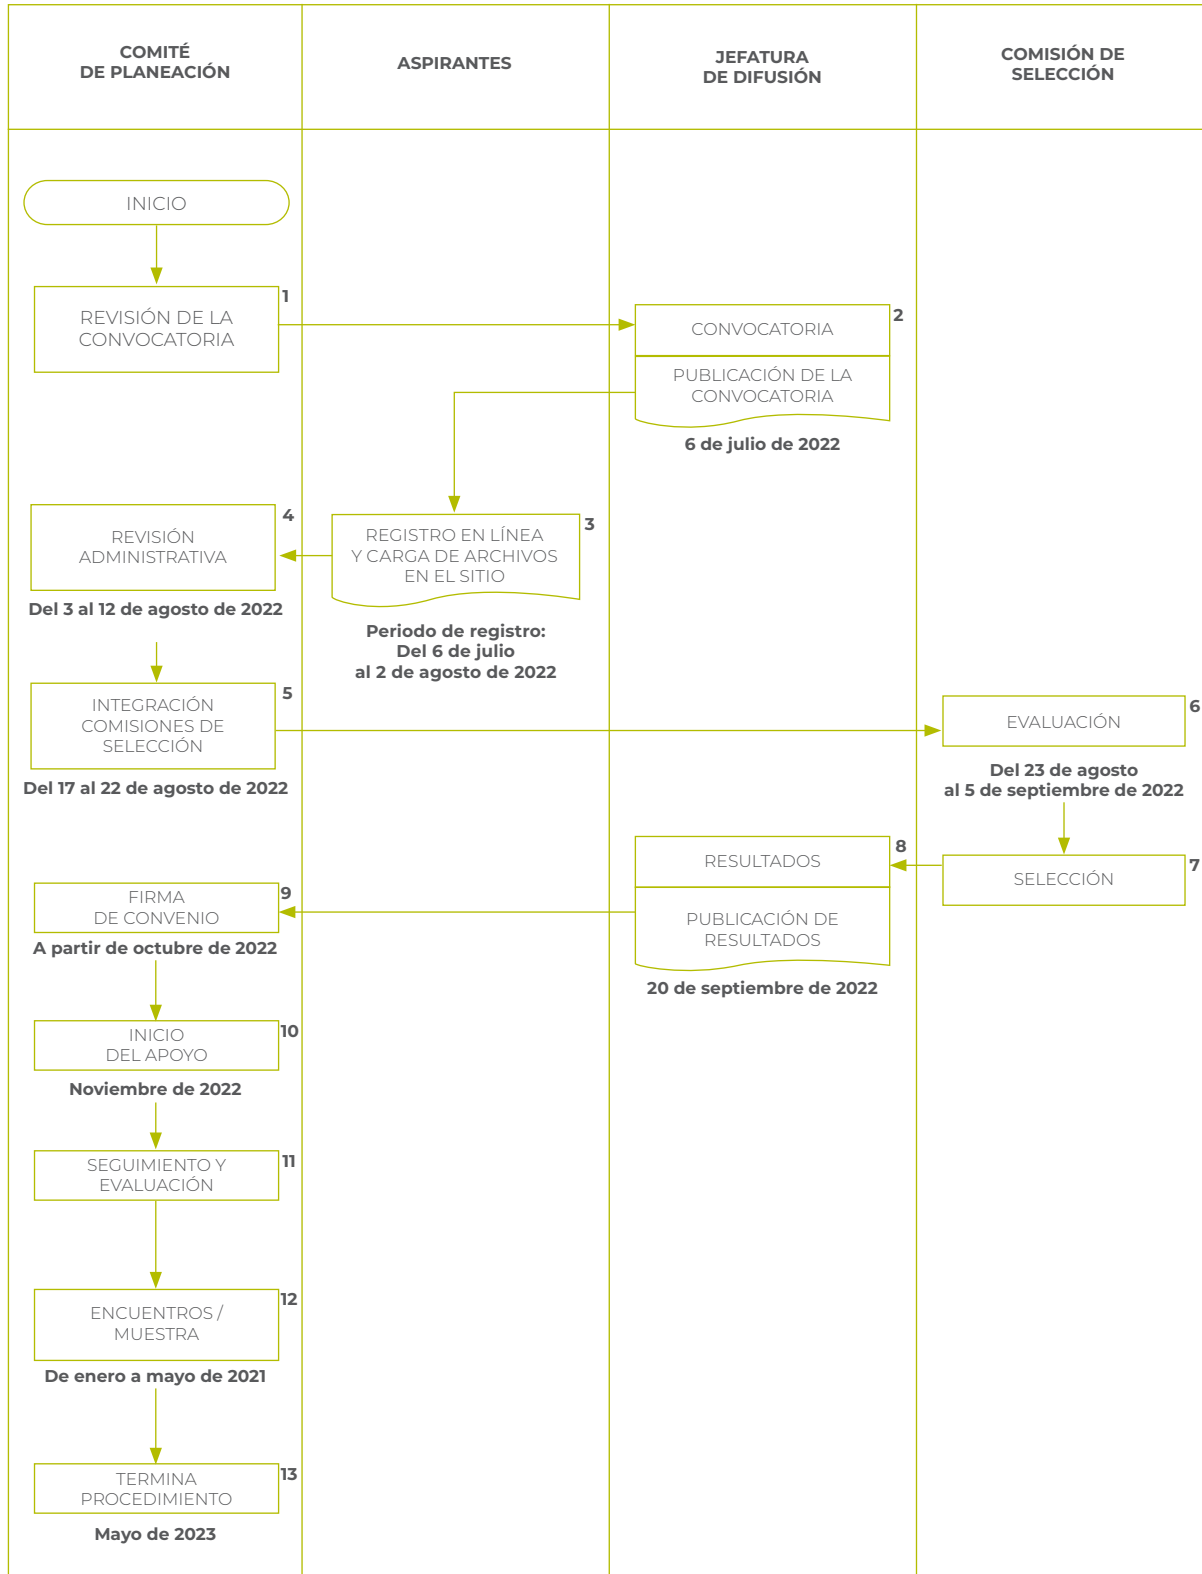 COMITÉ
DE PLANEACIÓN
ASPIRANTES
JEFATURA
DE DIFUSIÓN
COMISIÓN DE
SELECCIÓN
INICIO
1
REVISIÓN DE LA
CONVOCATORIA
2
CONVOCATORIA
PUBLICACIÓN DE LA
CONVOCATORIA
6 de julio de 2022
3
REGISTRO EN LÍNEA
Y CARGA DE ARCHIVOS
EN EL SITIO
Periodo de registro:
Del 6 de julio
al 2 de agosto de 2022
4
REVISIÓN
ADMINISTRATIVA
Del 3 al 12 de agosto de 2022
5
INTEGRACIÓN
COMISIONES DE
SELECCIÓN
Del 17 al 22 de agosto de 2022
6
EVALUACIÓN
Del 23 de agosto
al 5 de septiembre de 2022
7
SELECCIÓN
8
RESULTADOS
PUBLICACIÓN DE
RESULTADOS
20 de septiembre de 2022
9
FIRMA
DE CONVENIO
A partir de octubre de 2022
10
INICIO
DEL APOYO
Noviembre de 2022
11
SEGUIMIENTO Y
EVALUACIÓN
12
ENCUENTROS /
MUESTRA
De enero a mayo de 2021
13
TERMINA
PROCEDIMIENTO
Mayo de 2023